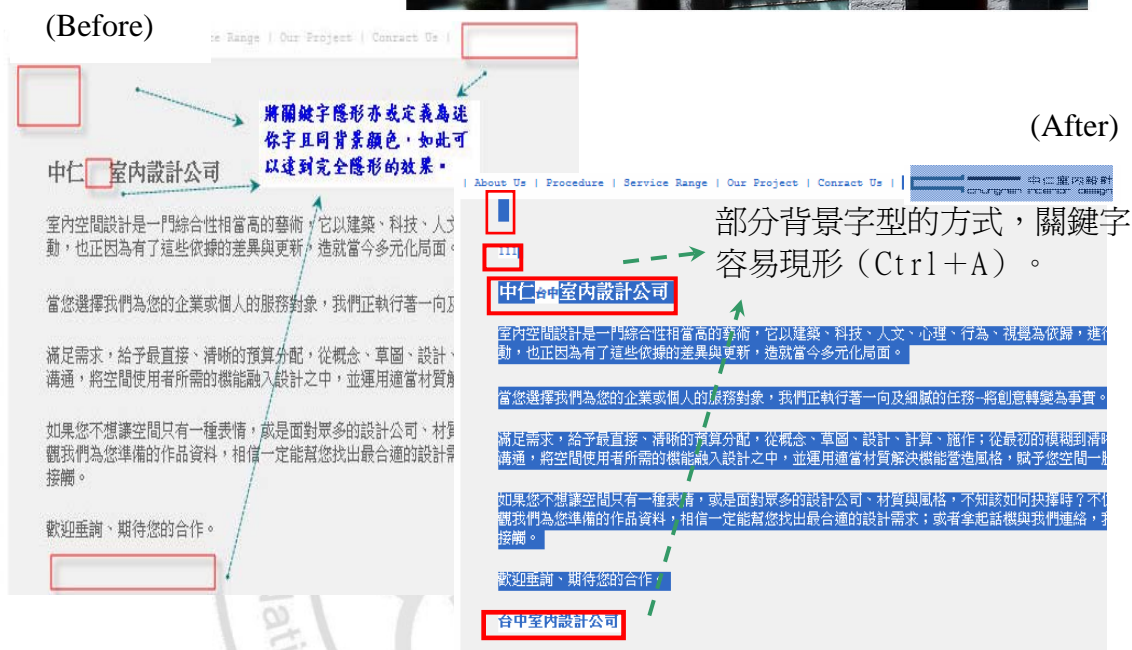 (Before)
ce Range | Our Project | Conract Us |
將關鍵字隱形亦或定義為迷
你字且同背景顏色，如此可
以達到完全隱形的效果。
中仁 室內設計公司
室內空間設計是一門綜合性相當高的藝術，它以建築、科技、人文
動，也正因為有了這些依據的差異與更新，造就當今多元化局面。
當您選擇我們為您的企業或個人的服務對象，我們正執行著一向及
滿足需求，給予最直接、清晰的預算分配，從概念、草圖、設計、
溝通，將空間使用者所需的機能融入設計之中，並運用適當材質解
如果您不想讓空間只有一種表情，或是面對眾多的設計公司、材質
觀我們為您準備的作品資料，相信一定能幫您找出最合適的設計需
接觸。
歡迎垂詢、期待您的合作。
(After)
| About Us | Procedure | Service Range | Our Project | Conract Us |
中仁室內設計
部分背景字型的方式，關鍵字
容易現形（Ctrl＋A）。
中仁台中室內設計公司
室內空間設計是一門綜合性相當高的藝術，它以建築、科技、人文、心理、行為、視覺為依歸，進行
動，也正因為有了這些依據的差異與更新，造就當今多元化局面。
當您選擇我們為您的企業或個人的服務對象，我們正執行著一向及細膩的任務-將創意轉變為事實。
滿足需求，給予最直接、清晰的預算分配，從概念、草圖、設計、計算、施作；從最初的模糊到清晰
溝通，將空間使用者所需的機能融入設計之中，並運用適當材質解決機能營造風格，賦予您空間一
如果您不想讓空間只有一種表情，或是面對眾多的設計公司、材質與風格，不知該如何抉擇時？不
觀我們為您準備的作品資料，相信一定能幫您找出最合適的設計需求；或者拿起話機與我們連絡，
接觸。
歡迎垂詢、期待您的合作。
台中室內設計公司